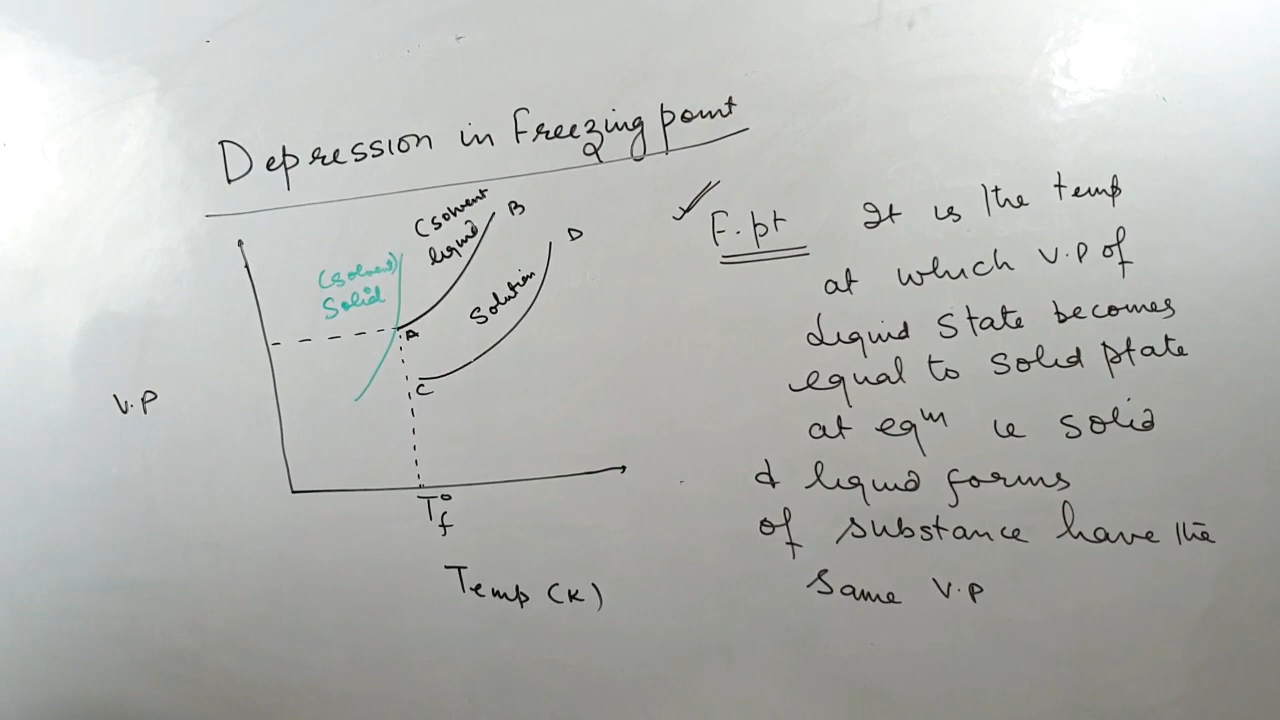 Depression in Freezing point
(solvent
liquid
B
D
(solvent)
Solid
Solution
A
C
V.P
T°f
Temp (K)
F.pt It is the temp
at which V.P of
Liquid State becomes
equal to solid state
at eqm ie solid
& liquid forms
of substance have the
same V.P